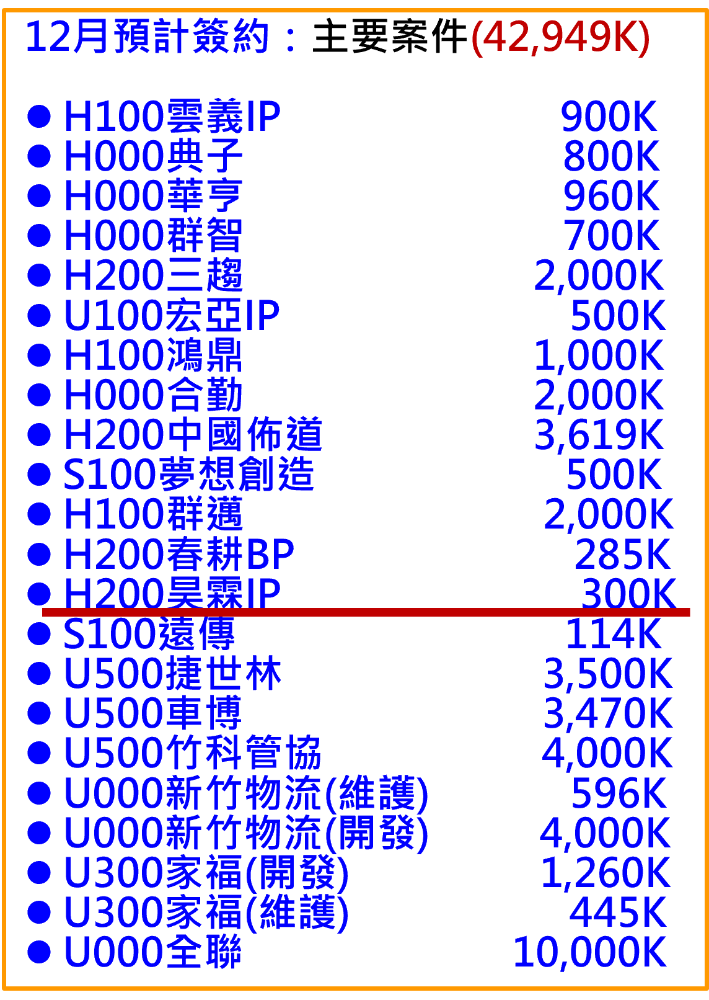 12月預計簽約：主要案件(42,949K)
● H100雲義IP 900K
● H000典子 800K
● H000華亨 960K
● H000群智 700K
● H200三趨 2,000K
● U100宏亞IP 500K
● H100鴻鼎 1,000K
● H000合勤 2,000K
● H200中國佈道 3,619K
● S100夢想創造 500K
● H100群邁 2,000K
● H200春耕BP 285K
● H200昊霖IP 300K
● S100遠傳 114K
● U500捷世林 3,500K
● U500車博 3,470K
● U500竹科管協 4,000K
● U000新竹物流(維護) 596K
● U000新竹物流(開發) 4,000K
● U300家福(開發) 1,260K
● U300家福(維護) 445K
● U000全聯 10,000K